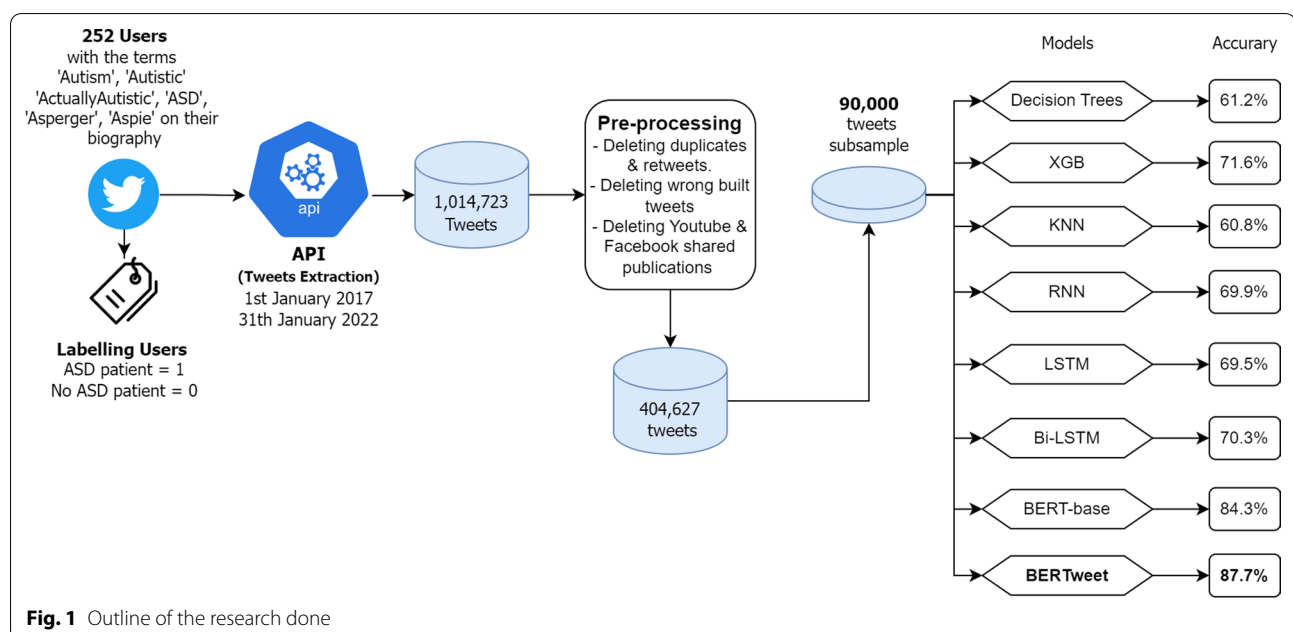 252 Users
with the terms
'Autism', 'Autistic'
'ActuallyAutistic', 'ASD',
'Asperger', 'Aspie' on their
biography
Labelling Users
ASD patient = 1
No ASD patient = 0
api
API
(Tweets Extraction)
1st January 2017
31th January 2022
1,014,723
Tweets
Pre-processing
- Deleting duplicates
& retweets.
- Deleting wrong built
tweets
- Deleting Youtube &
Facebook shared
publications
404,627
tweets
90,000
tweets
subsample
Models Accurary
Decision Trees 61.2%
XGB 71.6%
KNN 60.8%
RNN 69.9%
LSTM 69.5%
Bi-LSTM 70.3%
BERT-base 84.3%
BERTweet 87.7%
Fig. 1 Outline of the research done